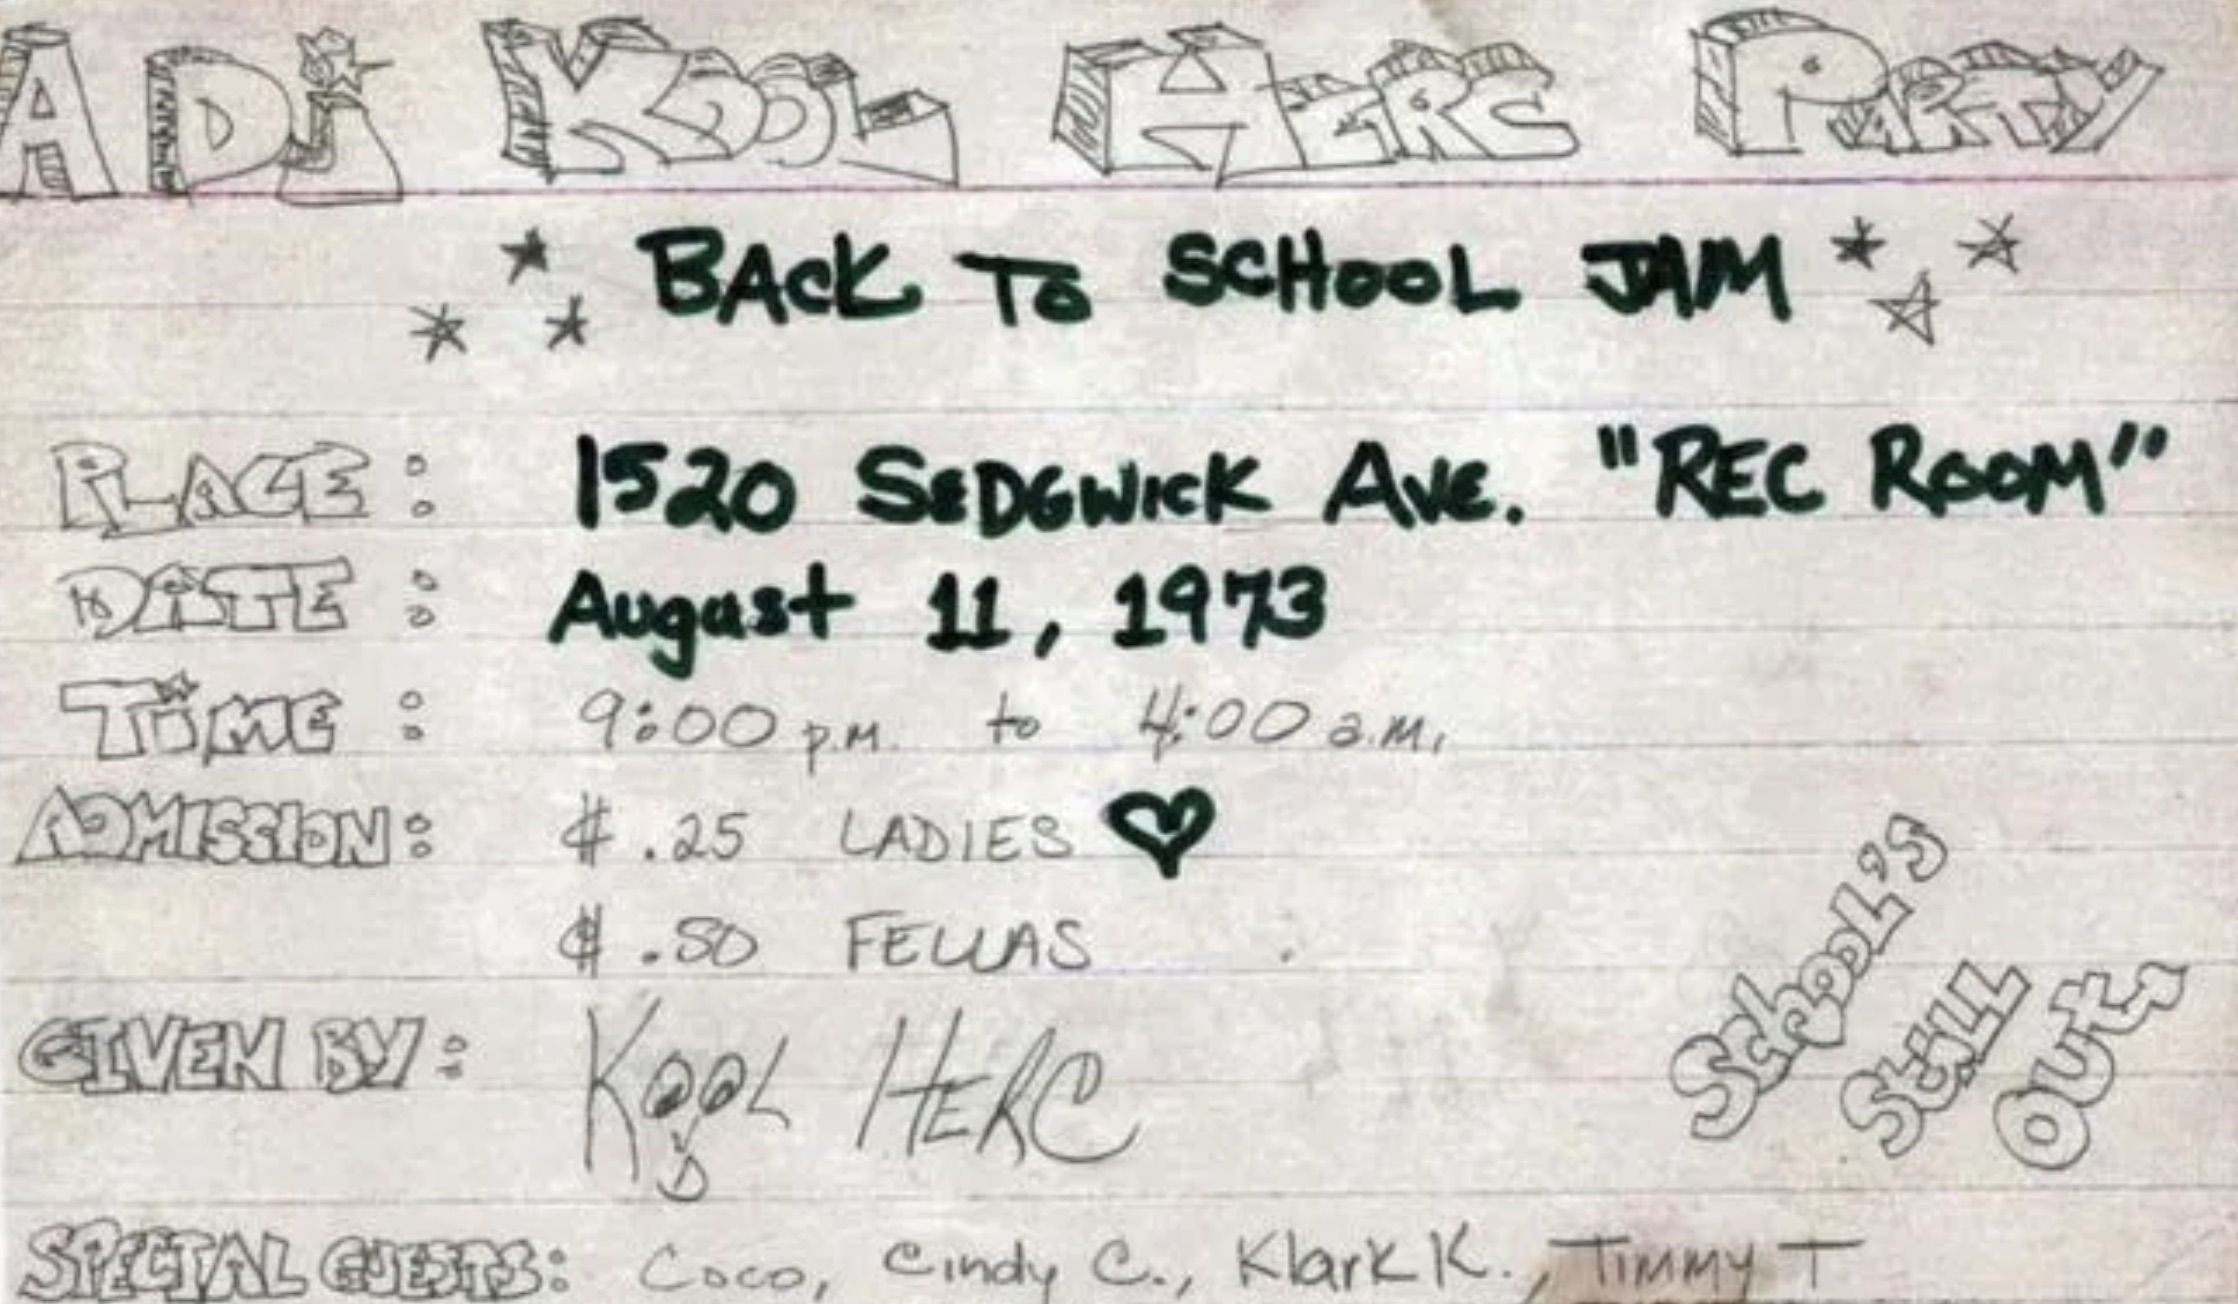 A DJ KOOL HERC PARTY
BACK TO SCHOOL JAM
PLACE: 1520 SEDGWICK AVE. "REC ROOM"
DATE: August 11, 1973
TIME: 9:00 p.m. to 4:00 a.m.
ADMISSION: $.25 LADIES
$.50 FELLAS
GIVEN BY: KOOL HERC
SCHOOL'S
STILL
OUT
SPECIAL GUESTS: Coco, Cindy C., Klark K., Timmy T